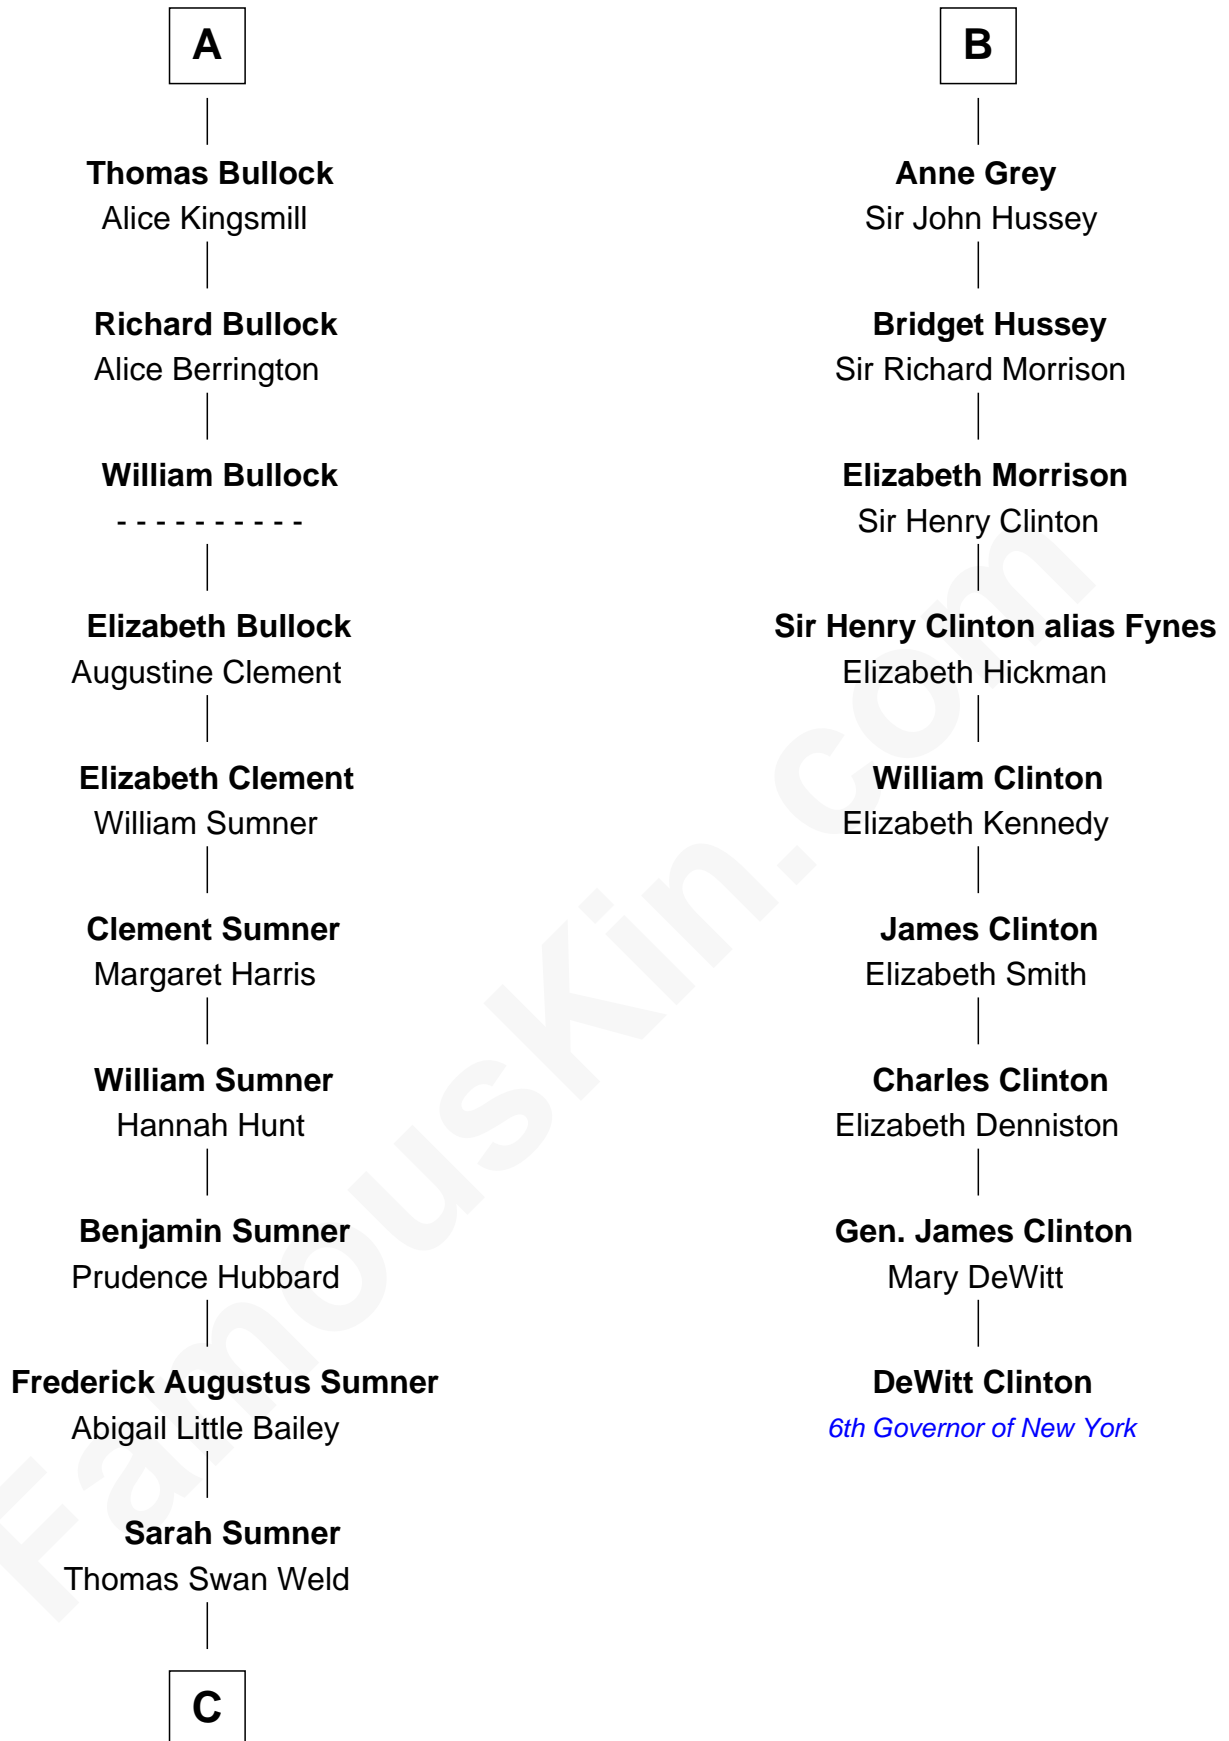 A
Thomas Bullock
Alice Kingsmill
Richard Bullock
Alice Berrington
William Bullock
- - - - - - - - - -
Elizabeth Bullock
Augustine Clement
Elizabeth Clement
William Sumner
Clement Sumner
Margaret Harris
William Sumner
Hannah Hunt
Benjamin Sumner
Prudence Hubbard
Frederick Augustus Sumner
Abigail Little Bailey
Sarah Sumner
Thomas Swan Weld
C
B
Anne Grey
Sir John Hussey
Bridget Hussey
Sir Richard Morrison
Elizabeth Morrison
Sir Henry Clinton
Sir Henry Clinton alias Fynes
Elizabeth Hickman
William Clinton
Elizabeth Kennedy
James Clinton
Elizabeth Smith
Charles Clinton
Elizabeth Denniston
Gen. James Clinton
Mary DeWitt
DeWitt Clinton
6th Governor of New York
FamousKin.com